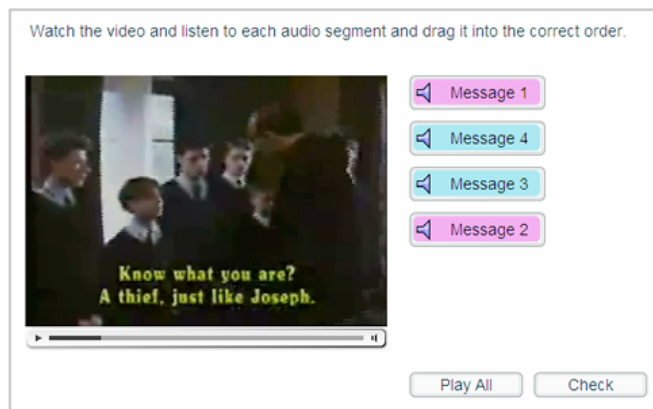 Watch the video and listen to each audio segment and drag it into the correct order.
Message 1
Message 4
Message 3
Message 2
Know what you are?
A thief, just like Joseph.
Play All
Check